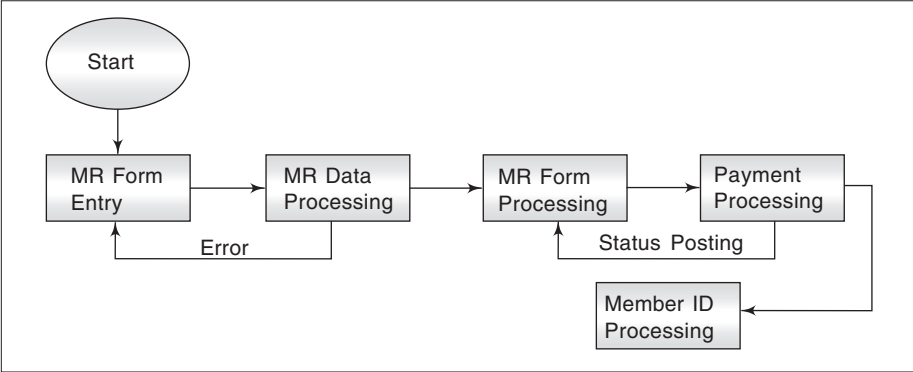 Start
MR Form
Entry
MR Data
Processing
MR Form
Processing
Payment
Processing
Error
Status Posting
Member ID
Processing